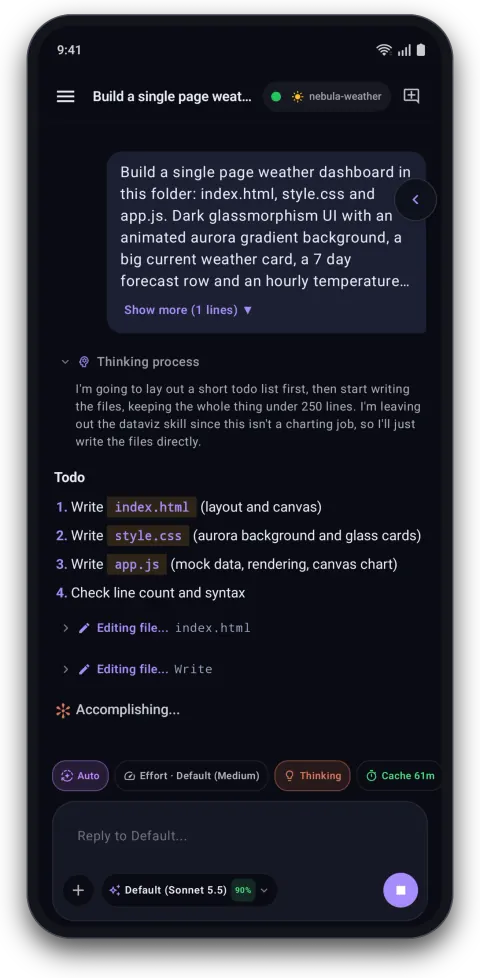 9:41
Build a single page weat...
nebula-weather
Build a single page weather dashboard in
this folder: index.html, style.css and
app.js. Dark glassmorphism UI with an
animated aurora gradient background, a
big current weather card, a 7 day
forecast row and an hourly temperature...
Show more (1 lines) ▼
Thinking process
I'm going to lay out a short todo list first, then start writing
the files, keeping the whole thing under 250 lines. I'm leaving
out the dataviz skill since this isn't a charting job, so I'll just
write the files directly.
Todo
1. Write index.html (layout and canvas)
2. Write style.css (aurora background and glass cards)
3. Write app.js (mock data, rendering, canvas chart)
4. Check line count and syntax
Editing file... index.html
Editing file... Write
Accomplishing...
Auto
Effort · Default (Medium)
Thinking
Cache 61m
Reply to Default...
Default (Sonnet 5.5) 90%